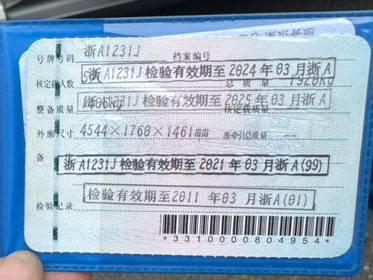 号牌号码 浙A1231J 档案编号
浙A1231J检验有效期至2024年03月浙A
核定载人数 总质量 1920kg
浙A1231J检验有效期至2025年03月浙A
整备质量 核定载质量
外廓尺寸 4544×1760×1461mm 准牵引总质量 --
备
浙A1231J检验有效期至2021年03月浙A(99)
检验有效期至2011年03月浙A(01)
检验记录
*3310000804954*